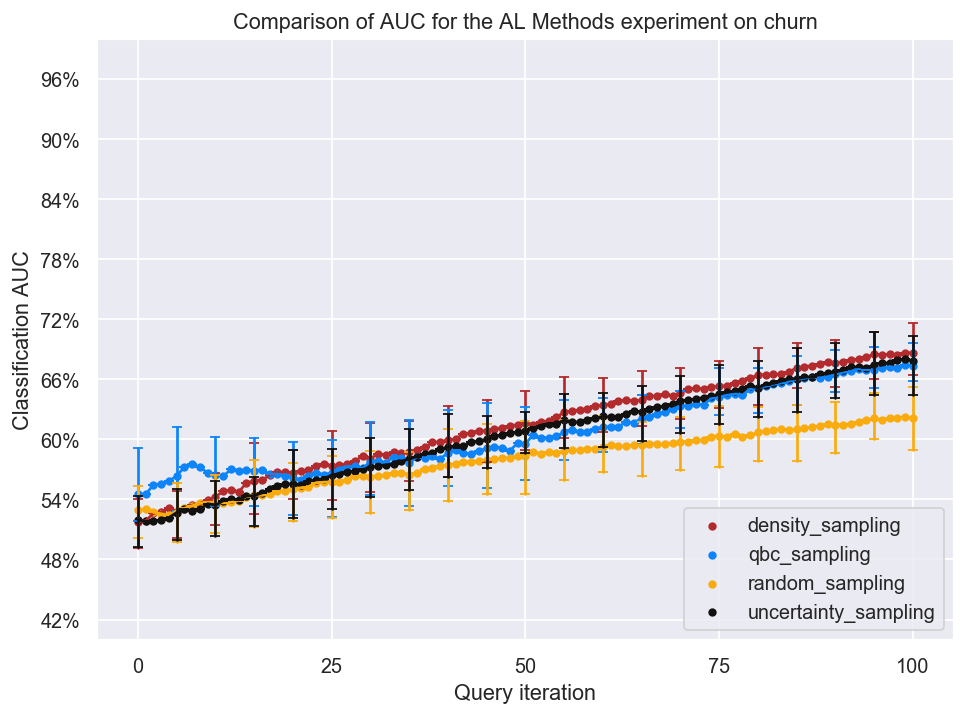 Comparison of AUC for the AL Methods experiment on churn
Classification AUC
96%
90%
84%
78%
72%
66%
60%
54%
48%
42%
density_sampling
qbc_sampling
random_sampling
uncertainty_sampling
0 25 50 75 100
Query iteration